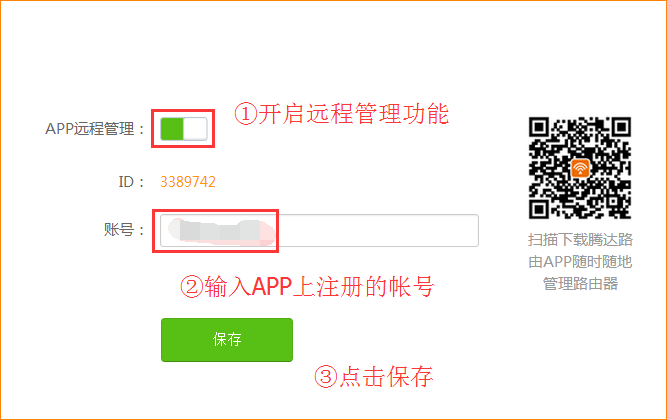 ①开启远程管理功能
APP远程管理：
ID： 3389742
账号：
②输入APP上注册的帐号
保存
③点击保存
扫描下载腾达路
由APP随时随地
管理路由器